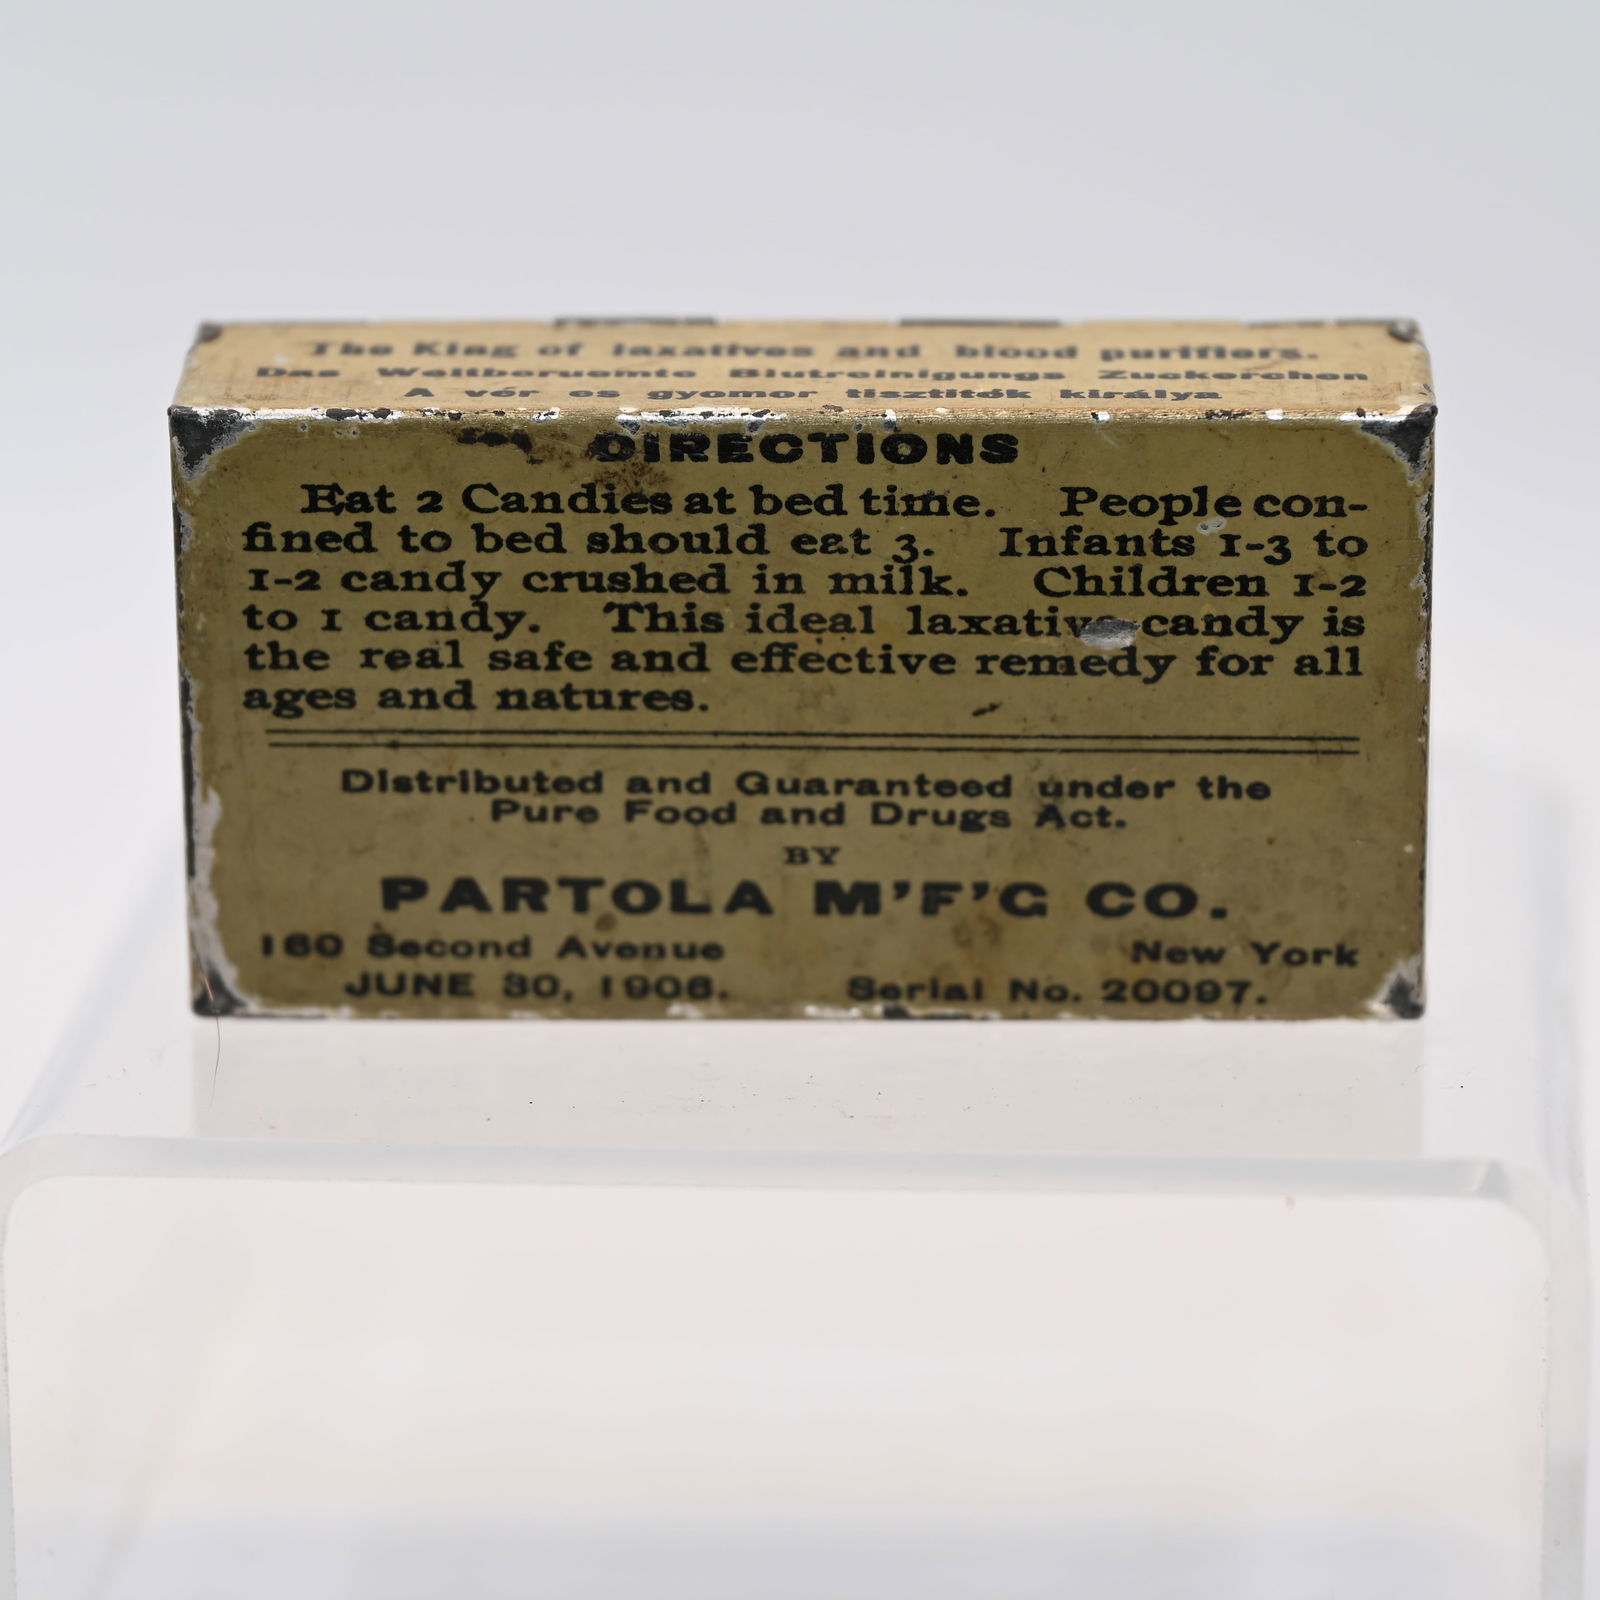 The King of laxatives and blood purifiers.
Das Weltberuemte Blutreinigungs Zuckerchen
A vér es gyomor tisztitók királya
DIRECTIONS
Eat 2 Candies at bed time. People con-
fined to bed should eat 3. Infants 1-3 to
1-2 candy crushed in milk. Children 1-2
to 1 candy. This ideal laxative candy is
the real safe and effective remedy for all
ages and natures.
Distributed and Guaranteed under the
Pure Food and Drugs Act.
BY
PARTOLA M'F'G CO.
160 Second Avenue New York
JUNE 30, 1906. Serial No. 20097.